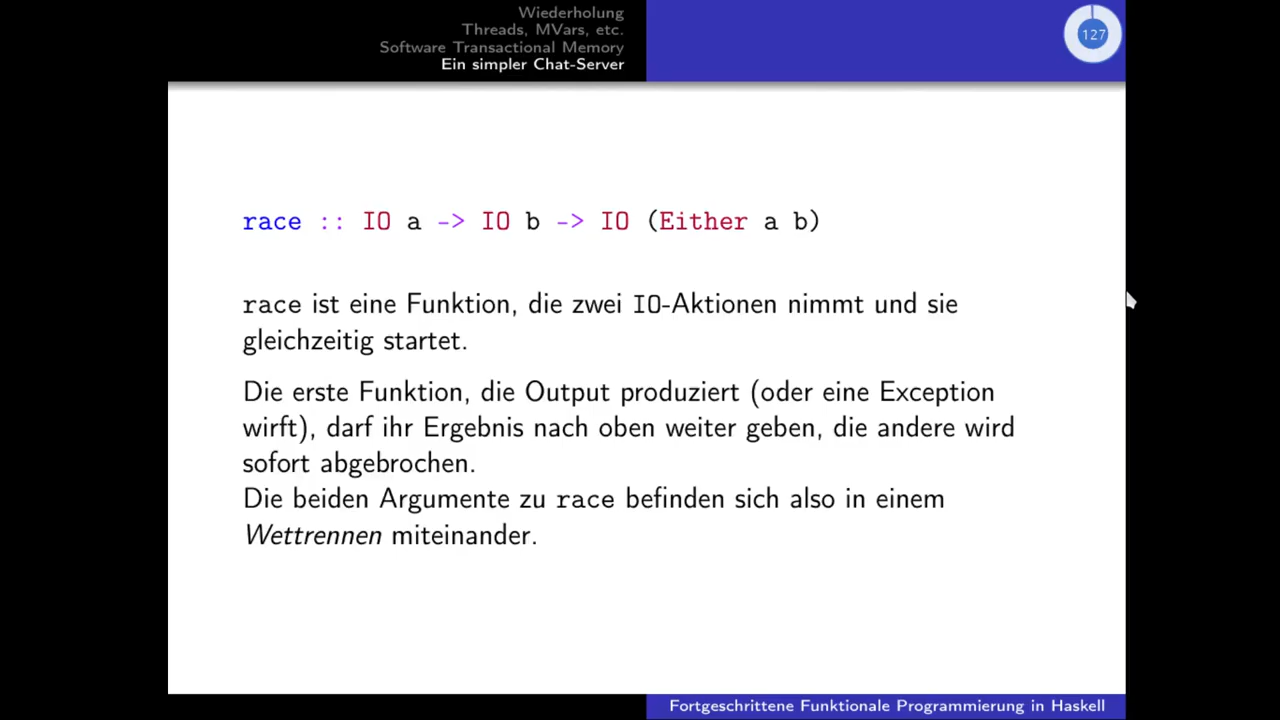 Wiederholung
Threads, MVars, etc.
Software Transactional Memory
Ein simpler Chat-Server
127
race :: IO a -> IO b -> IO (Either a b)
race ist eine Funktion, die zwei IO-Aktionen nimmt und sie
gleichzeitig startet.
Die erste Funktion, die Output produziert (oder eine Exception
wirft), darf ihr Ergebnis nach oben weiter geben, die andere wird
sofort abgebrochen.
Die beiden Argumente zu race befinden sich also in einem
Wettrennen miteinander.
Fortgeschrittene Funktionale Programmierung in Haskell